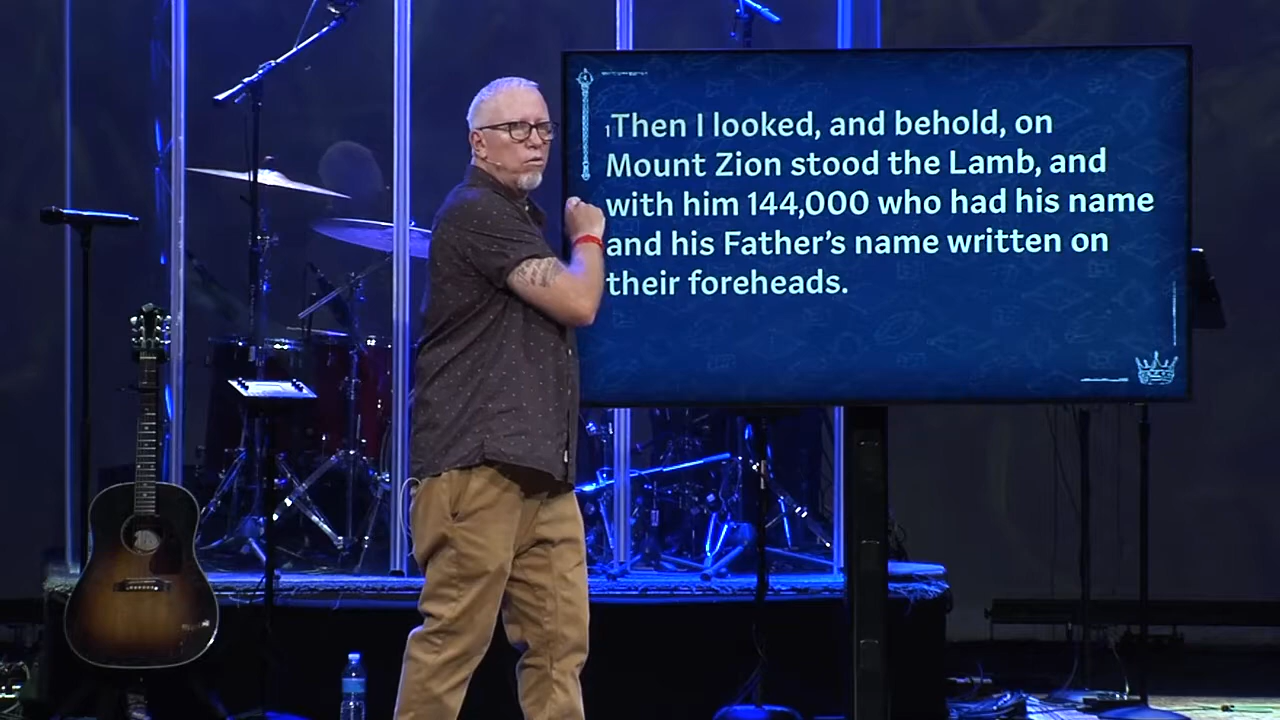 1Then I looked, and behold, on
Mount Zion stood the Lamb, and
with him 144,000 who had his name
and his Father's name written on
their foreheads.